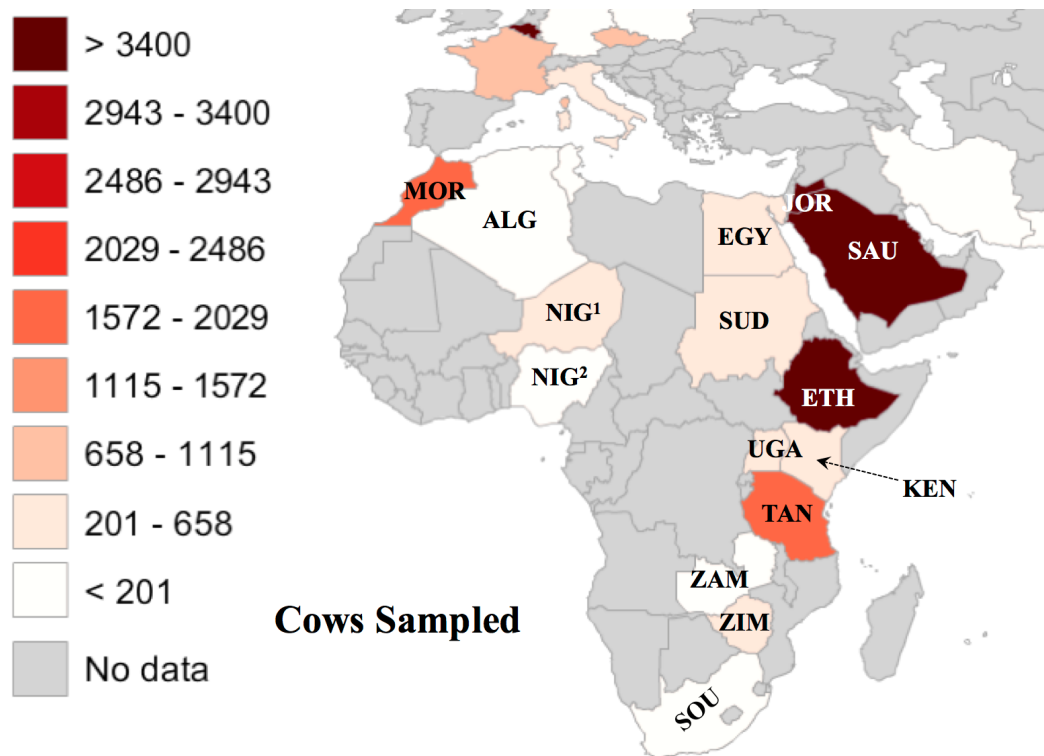 > 3400
2943 - 3400
2486 - 2943
2029 - 2486
1572 - 2029
1115 - 1572
658 - 1115
201 - 658
< 201
No data
MOR
ALG
JOR
EGY
SAU
NIG¹
SUD
NIG²
ETH
UGA
KEN
TAN
ZAM
ZIM
SOU
Cows Sampled